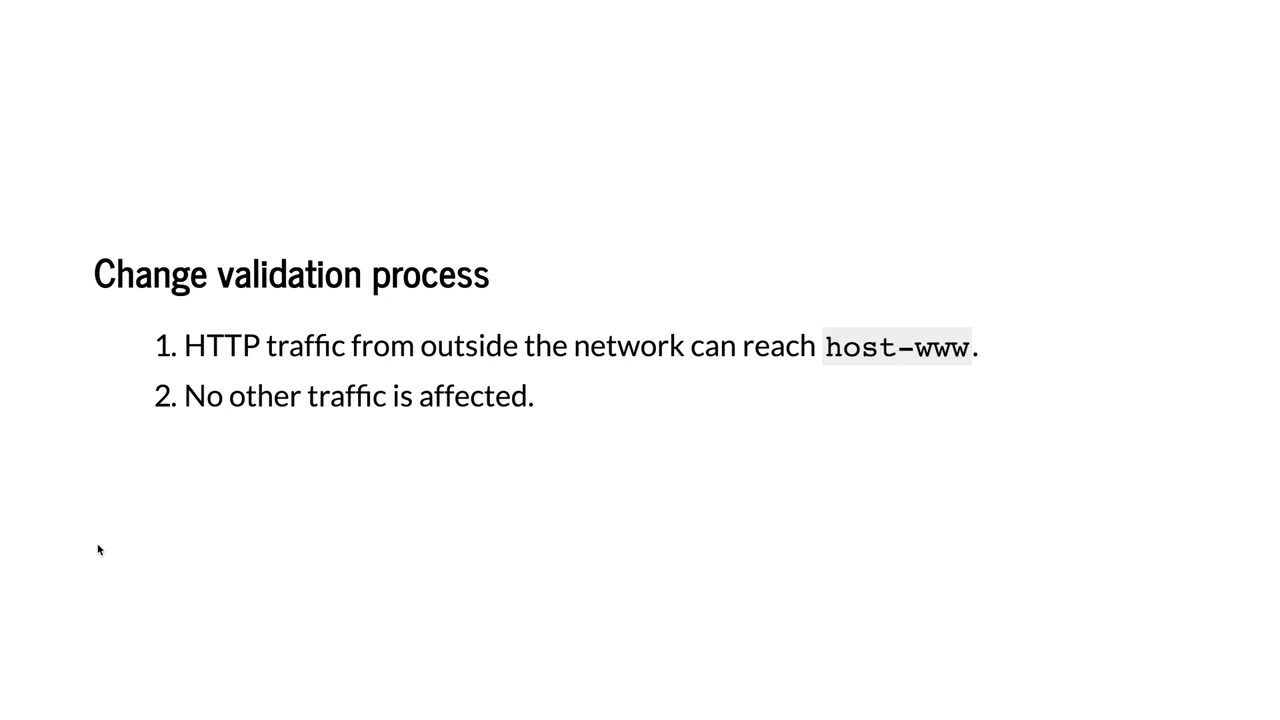 Change validation process
1. HTTP traffic from outside the network can reach host-www.
2. No other traffic is affected.